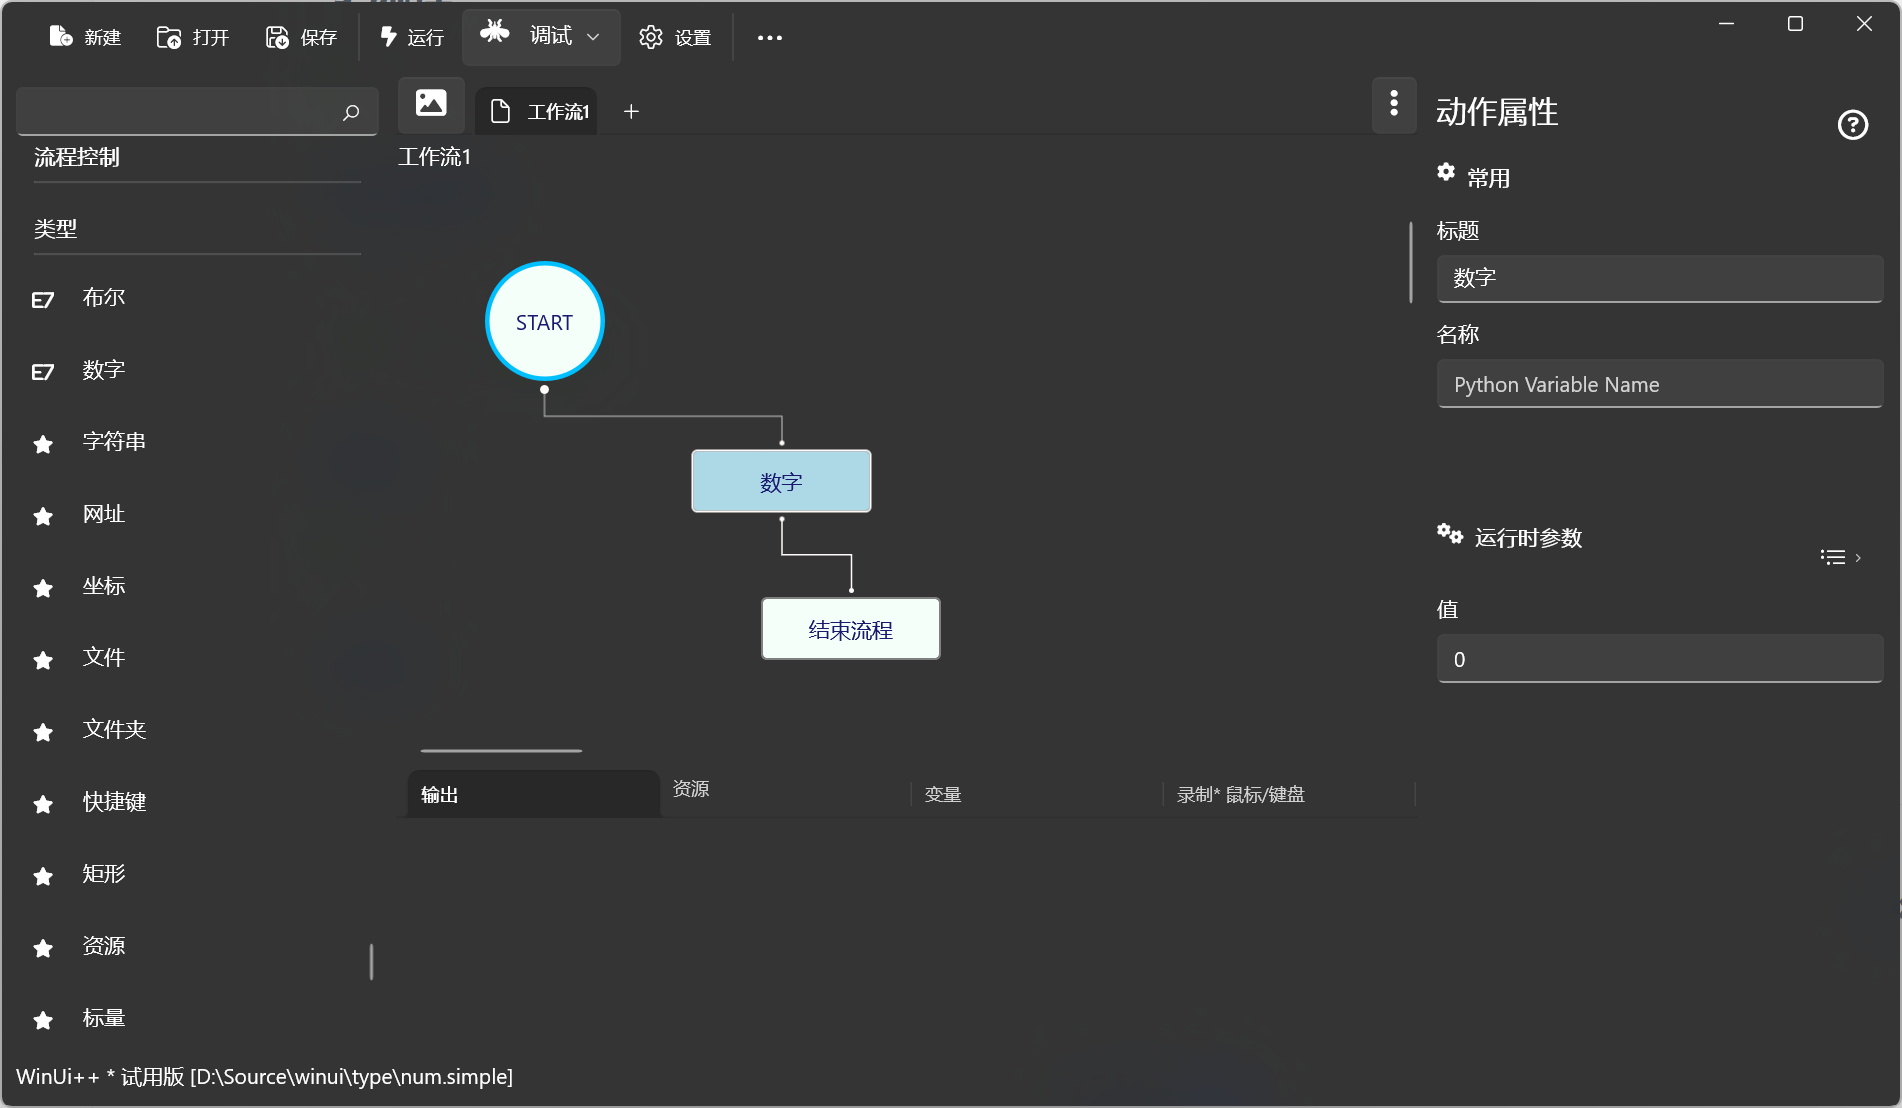 新建
打开
保存
运行
调试
设置
工作流1
动作属性
流程控制
工作流1
常用
类型
标题
数字
布尔
START
名称
Python Variable Name
数字
字符串
数字
网址
运行时参数
坐标
值
结束流程
0
文件
文件夹
输出
资源
变量
录制* 鼠标/键盘
快捷键
矩形
资源
标量
WinUi++ * 试用版 [D:\Source\winui\type\num.simple]